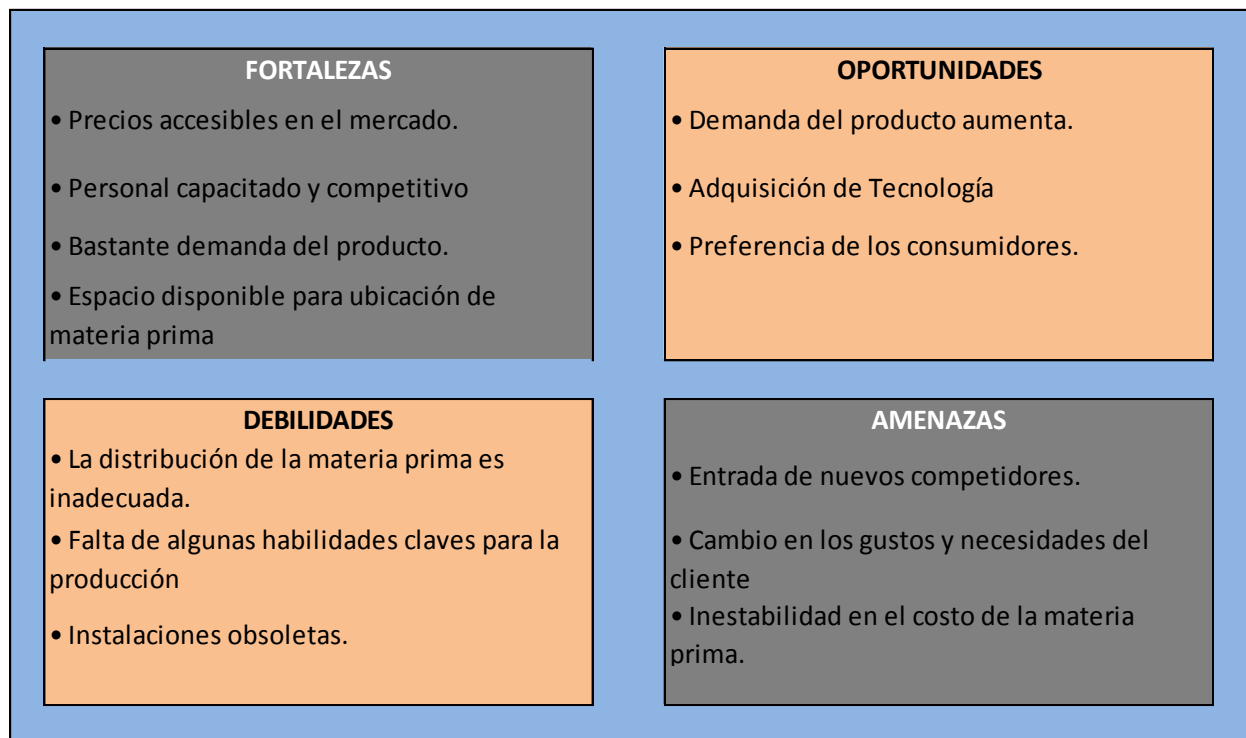 FORTALEZAS
• Precios accesibles en el mercado.
• Personal capacitado y competitivo
• Bastante demanda del producto.
• Espacio disponible para ubicación de
materia prima
OPORTUNIDADES
• Demanda del producto aumenta.
• Adquisición de Tecnología
• Preferencia de los consumidores.
DEBILIDADES
• La distribución de la materia prima es
inadecuada.
• Falta de algunas habilidades claves para la
producción
• Instalaciones obsoletas.
AMENAZAS
• Entrada de nuevos competidores.
• Cambio en los gustos y necesidades del
cliente
• Inestabilidad en el costo de la materia
prima.